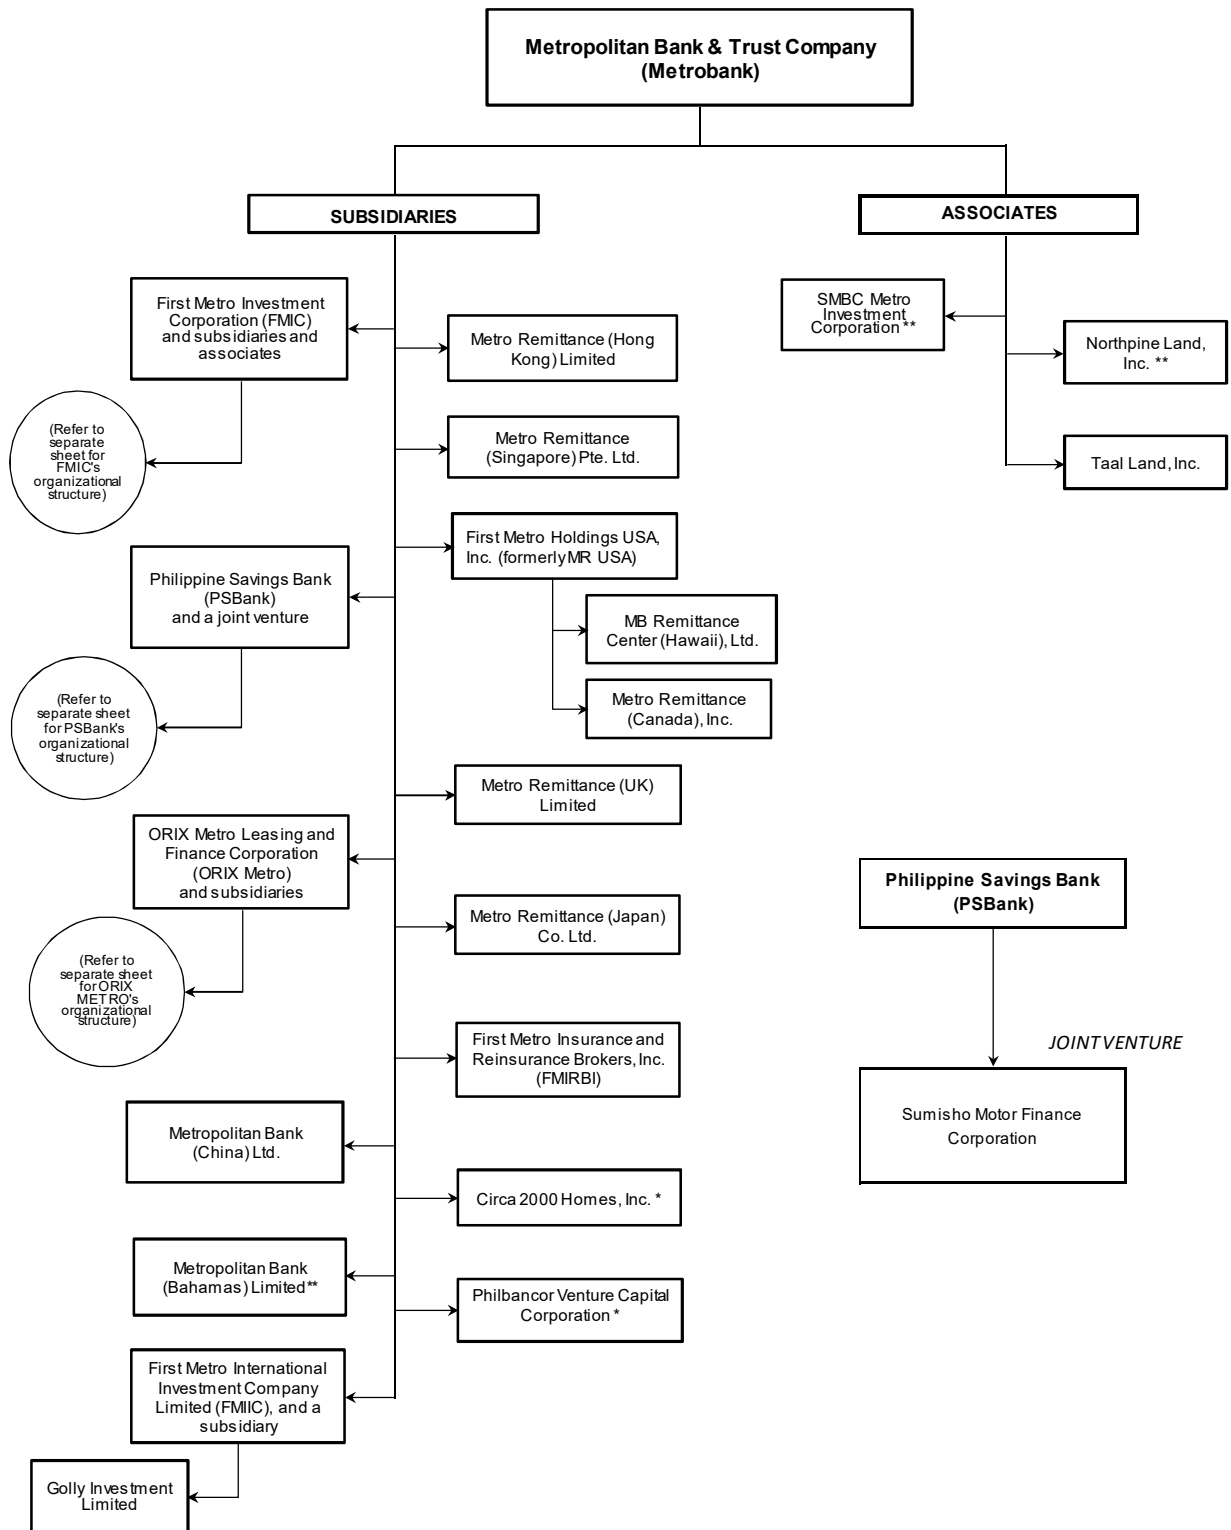 Metropolitan Bank & Trust Company
(Metrobank)
SUBSIDIARIES
ASSOCIATES
First Metro Investment
Corporation (FMIC)
and subsidiaries and
associates
SMBC Metro
Investment
Corporation **
Metro Remittance (Hong
Kong) Limited
Northpine Land,
Inc. **
(Refer to
separate
sheet for
FMIC's
organizational
structure)
Metro Remittance
(Singapore) Pte. Ltd.
Taal Land, Inc.
First Metro Holdings USA,
Inc. (formerly MR USA)
Philippine Savings Bank
(PSBank)
and a joint venture
MB Remittance
Center (Hawaii), Ltd.
(Refer to
separate sheet
for PSBank's
organizational
structure)
Metro Remittance
(Canada), Inc.
Metro Remittance (UK)
Limited
ORIX Metro Leasing and
Finance Corporation
(ORIX Metro)
and subsidiaries
Philippine Savings Bank
(PSBank)
Metro Remittance (Japan)
Co. Ltd.
(Refer to
separate sheet
for ORIX
METRO's
organizational
structure)
First Metro Insurance and
Reinsurance Brokers, Inc.
(FMIRBI)
JOINT VENTURE
Sumisho Motor Finance
Corporation
Metropolitan Bank
(China) Ltd.
Circa 2000 Homes, Inc. *
Metropolitan Bank
(Bahamas) Limited**
Philbancor Venture Capital
Corporation *
First Metro International
Investment Company
Limited (FMIIC), and a
subsidiary
Golly Investment
Limited